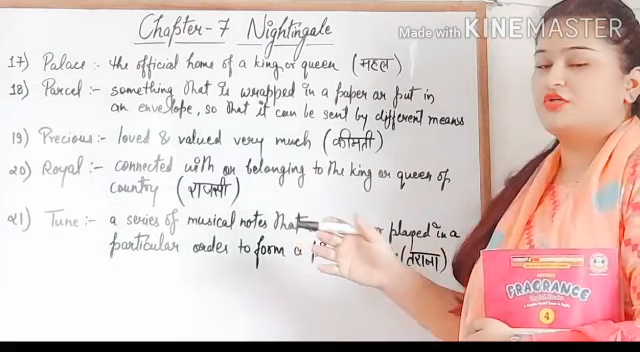 Chapter-7 Nightingale
Made with KINEMASTER
17) Palace :- the official home of a king or queen (महल)
18) Parcel :- something that is wrapped in a paper or put in
an envelope, so that it can be sent by different means
19) Precious :- loved & valued very much (कीमती)
20) Royal :- connected with or belonging to the king or queen of
country (राजसी)
21) Tune :- a series of musical notes that played in a
particular order to form a (तराना)
FRAGRANCE
4